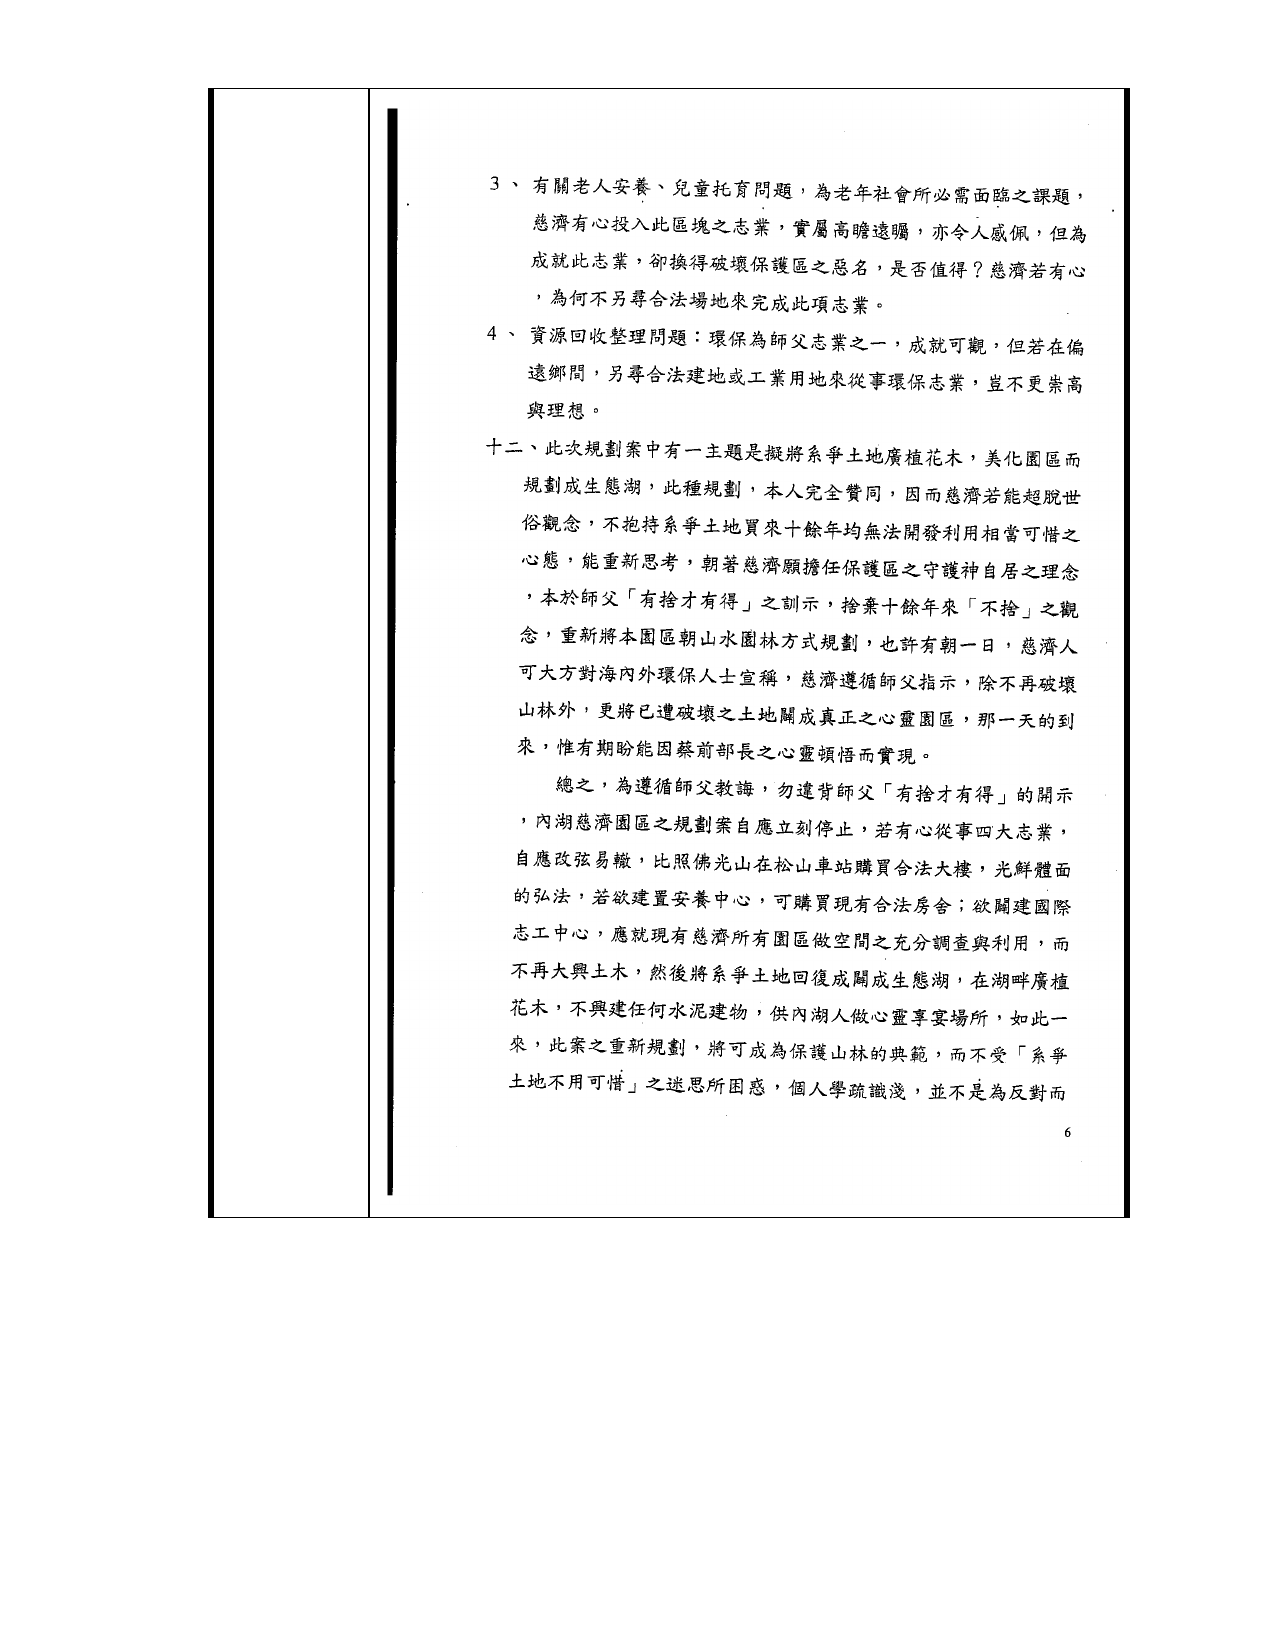 3、有關老人安養、兒童托育問題，為老年社會所必需面臨之課題，
慈濟有心投入此區塊之志業，實屬高瞻遠矚，亦令人感佩，但為
成就此志業，卻換得破壞保護區之惡名，是否值得？慈濟若有心
，為何不另尋合法場地來完成此項志業。
4、資源回收整理問題：環保為師父志業之一，成就可觀，但若在偏
遠鄉間，另尋合法建地或工業用地來從事環保志業，豈不更崇高
與理想。
十二、此次規劃案中有一主題是擬將系爭土地廣植花木，美化園區而
規劃成生態湖，此種規劃，本人完全贊同，因而慈濟若能超脫世
俗觀念，不抱持系爭土地買來十餘年均無法開發利用相當可惜之
心態，能重新思考，朝著慈濟願擔任保護區之守護神自居之理念
，本於師父「有捨才有得」之訓示，捨棄十餘年來「不捨」之觀
念，重新將本園區朝山水園林方式規劃，也許有朝一日，慈濟人
可大方對海內外環保人士宣稱，慈濟遵循師父指示，除不再破壞
山林外，更將已遭破壞之土地闢成真正之心靈園區，那一天的到
來，惟有期盼能因蔡前部長之心靈頓悟而實現。
總之，為遵循師父教誨，勿違背師父「有捨才有得」的開示
，內湖慈濟園區之規劃案自應立刻停止，若有心從事四大志業，
自應改弦易轍，比照佛光山在松山車站購買合法大樓，光鮮體面
的弘法，若欲建置安養中心，可購買現有合法房舍；欲闢建國際
志工中心，應就現有慈濟所有園區做空間之充分調查與利用，而
不再大興土木，然後將系爭土地回復成闢成生態湖，在湖畔廣植
花木，不興建任何水泥建物，供內湖人做心靈享宴場所，如此一
來，此案之重新規劃，將可成為保護山林的典範，而不受「系爭
土地不用可惜」之迷思所困惑，個人學疏識淺，並不是為反對而
6